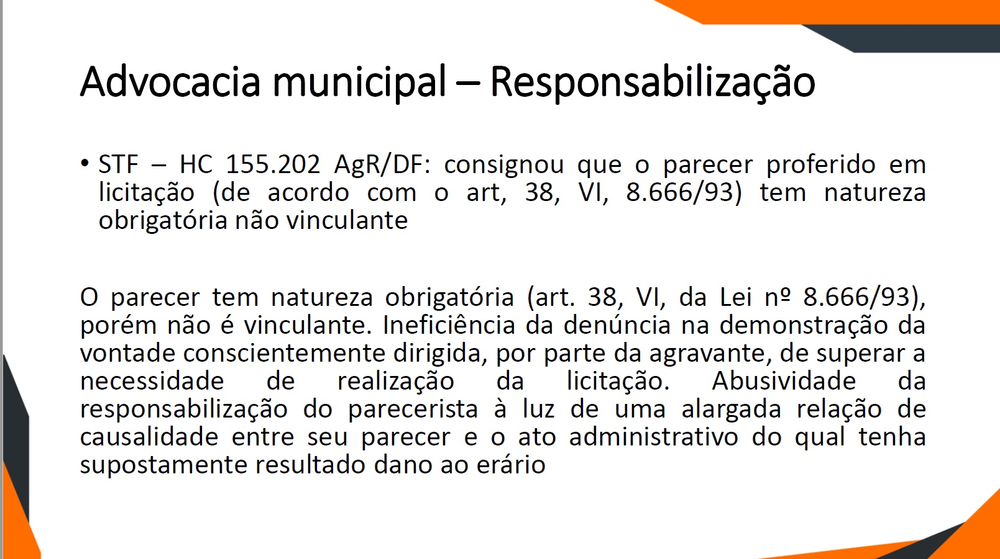 Advocacia municipal – Responsabilização
• STF – HC 155.202 AgR/DF: consignou que o parecer proferido em
licitação (de acordo com o art, 38, VI, 8.666/93) tem natureza
obrigatória não vinculante
O parecer tem natureza obrigatória (art. 38, VI, da Lei nº 8.666/93),
porém não é vinculante. Ineficiência da denúncia na demonstração da
vontade conscientemente dirigida, por parte da agravante, de superar a
necessidade de realização da licitação. Abusividade da
responsabilização do parecerista à luz de uma alargada relação de
causalidade entre seu parecer e o ato administrativo do qual tenha
supostamente resultado dano ao erário